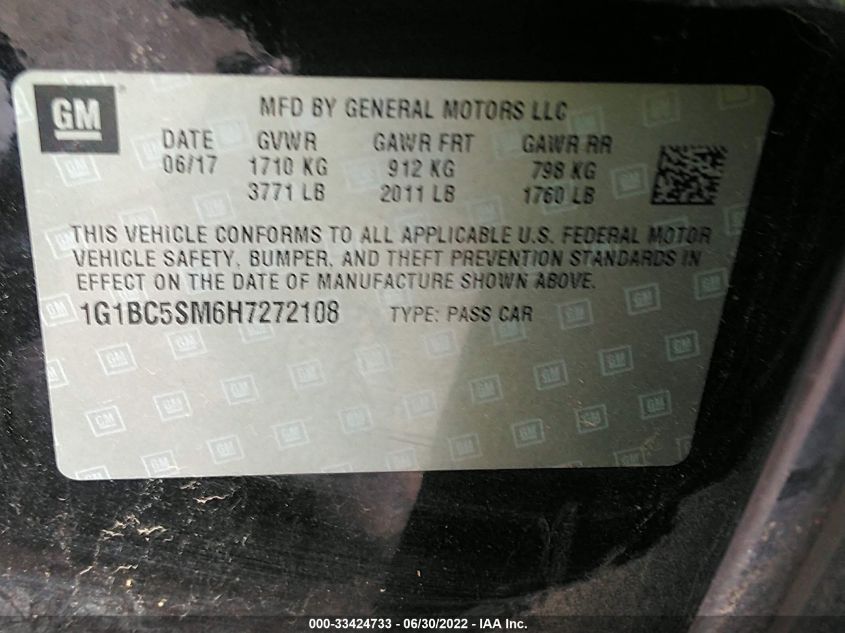 GM
MFD BY GENERAL MOTORS LLC
DATE GVWR GAWR FRT GAWR RR
06/17 1710 KG 912 KG 798 KG
3771 LB 2011 LB 1760 LB
THIS VEHICLE CONFORMS TO ALL APPLICABLE U.S. FEDERAL MOTOR
VEHICLE SAFETY, BUMPER, AND THEFT PREVENTION STANDARDS IN
EFFECT ON THE DATE OF MANUFACTURE SHOWN ABOVE.
1G1BC5SM6H7272108 TYPE: PASS CAR
000-33424733 - 06/30/2022 - IAA Inc.